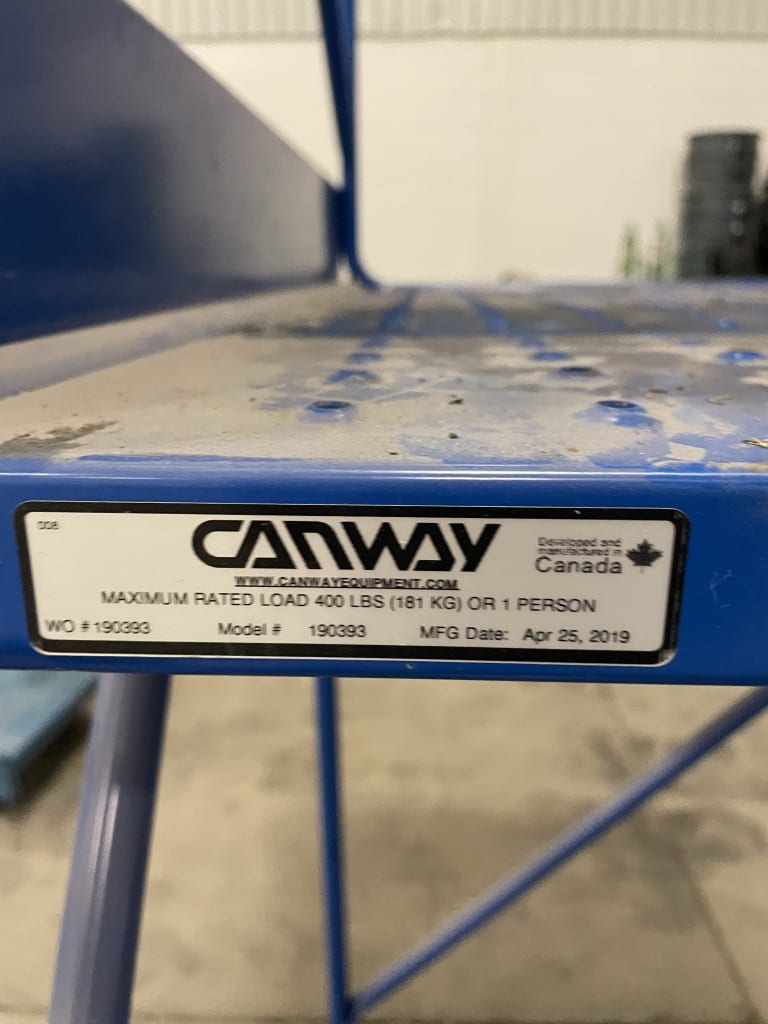 008
CANWAY
Developed and
manufactured in
Canada
WWW.CANWAYEQUIPMENT.COM
MAXIMUM RATED LOAD 400 LBS (181 KG) OR 1 PERSON
WO # 190393 Model # 190393 MFG Date: Apr 25, 2019